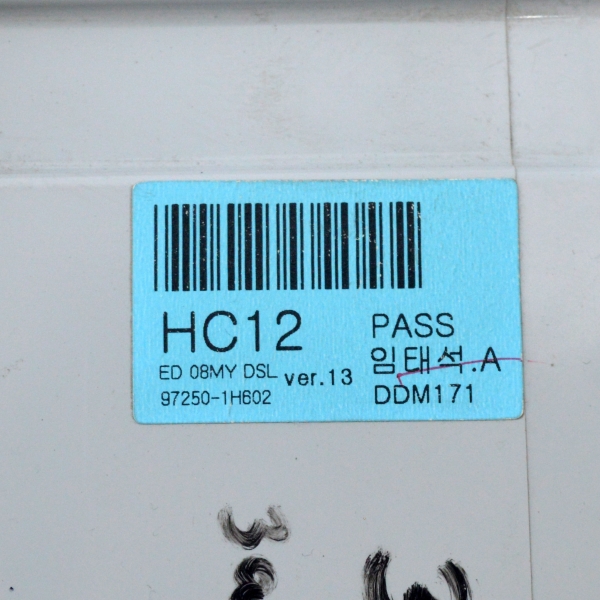 HC12
PASS
임태석.A
ED 08MY DSL ver.13
97250-1H602
DDM171